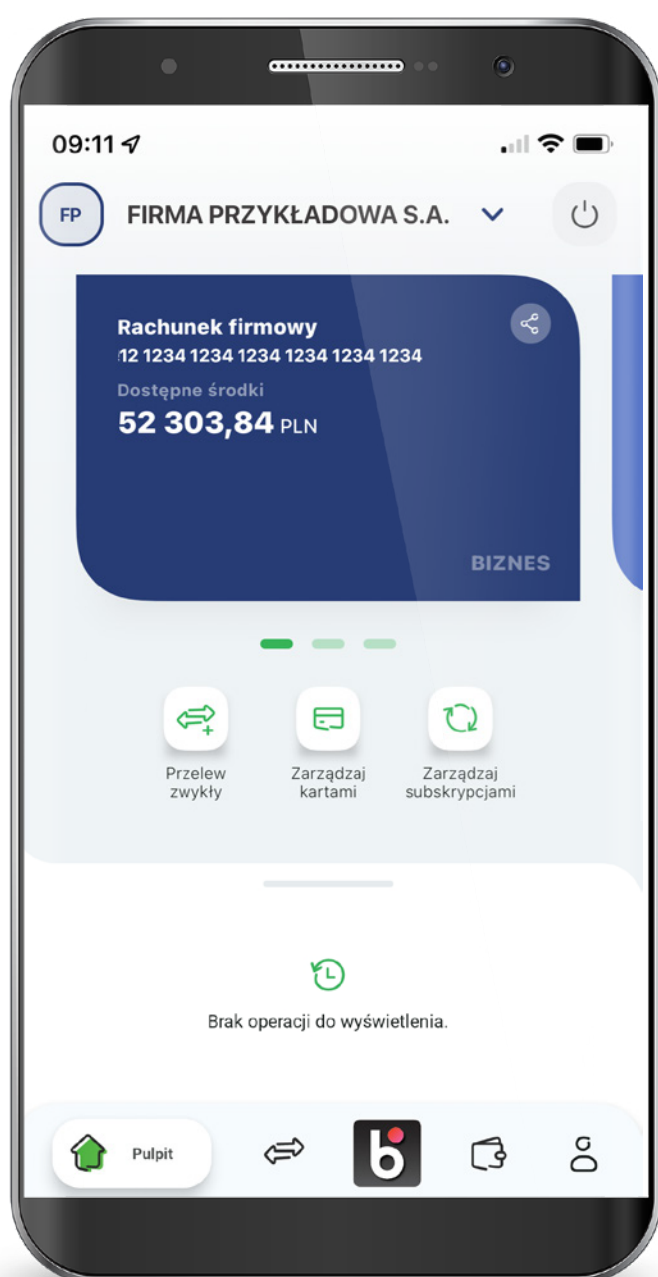 09:11
FP
FIRMA PRZYKŁADOWA S.A.
Rachunek firmowy
12 1234 1234 1234 1234 1234 1234
Dostępne środki
52 303,84 PLN
BIZNES
Przelew
zwykły
Zarządzaj
kartami
Zarządzaj
subskrypcjami
Brak operacji do wyświetlenia.
Pulpit
b